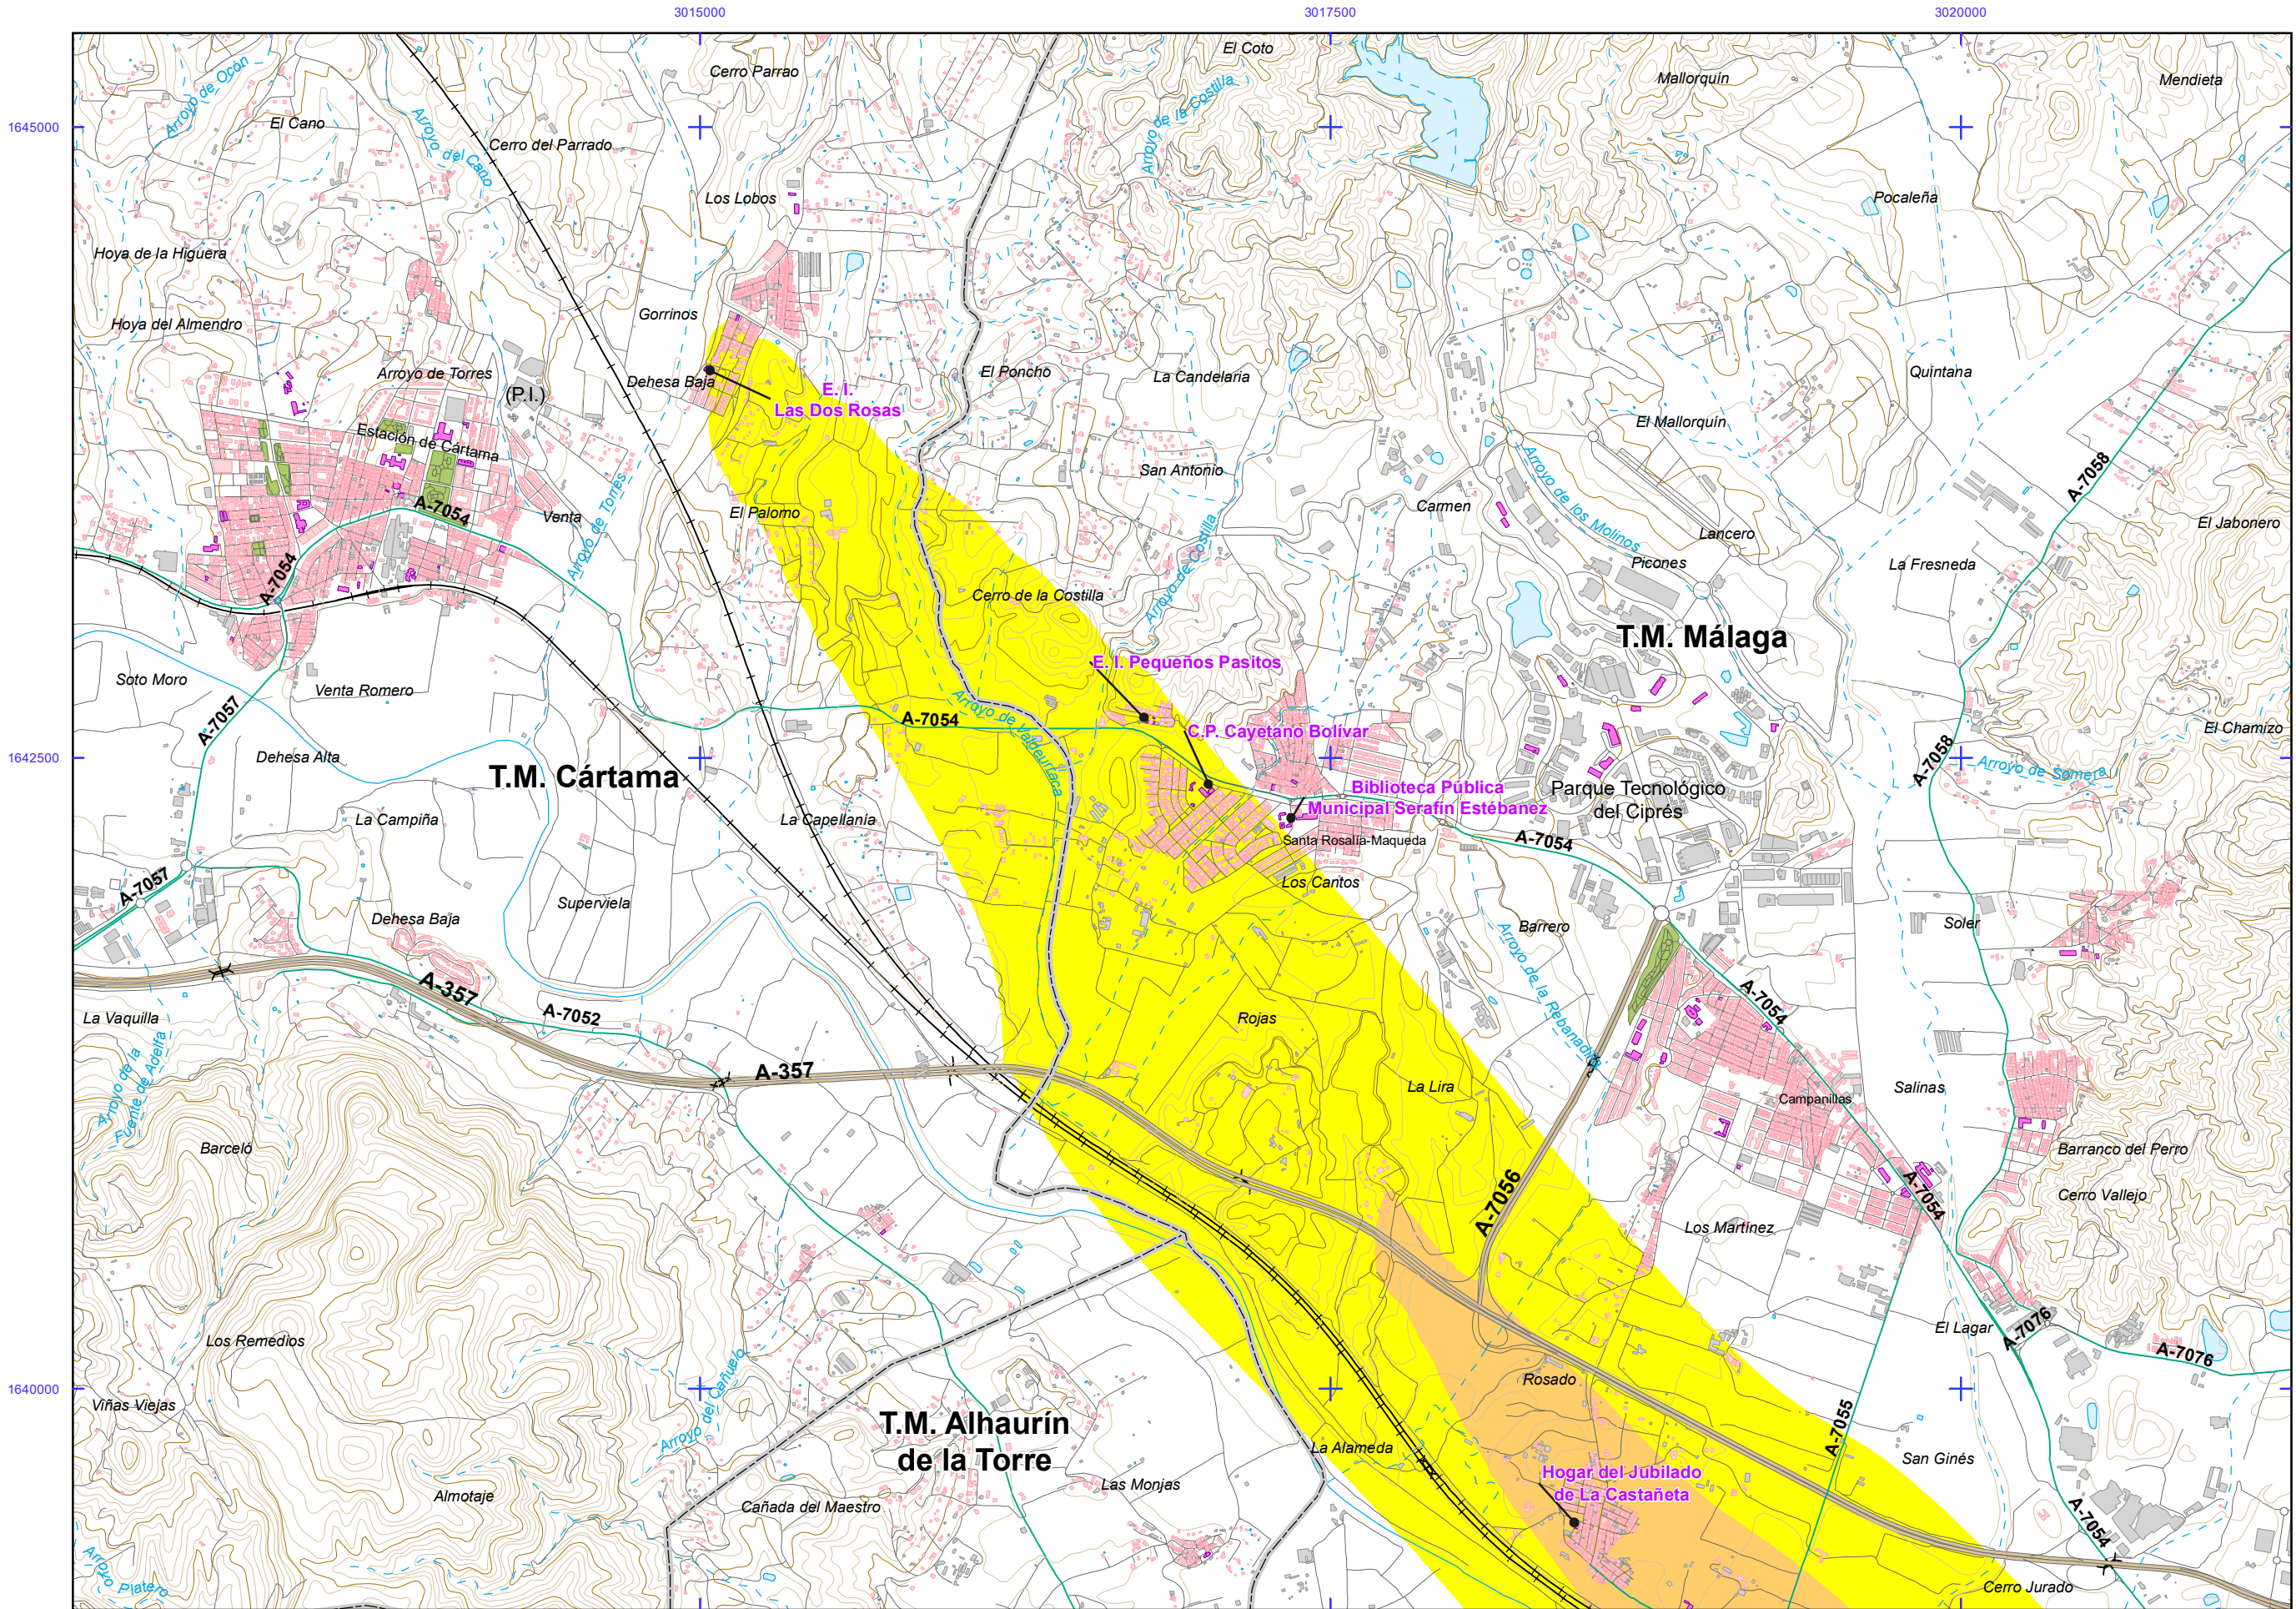 3015000
3017500
3020000
El Coto
Cerro Parrao
Mallorquín
Mendieta
Arroyo de Ocón
Arroyo de la Costilla
1645000
El Cano
Arroyo del Cano
Cerro del Parrado
Los Lobos
Pocaleña
Hoya de la Higuera
Gorrinos
Hoya del Almendro
Arroyo de Torres
(P.I.)
Dehesa Baja
E. I.
Las Dos Rosas
El Poncho
La Candelaria
Quintana
El Mallorquín
Estación de Cártama
San Antonio
A-7058
Arroyo de los Molinos
Carmen
A-7054
Venta
El Palomo
Arroyo de Torres
Lancero
El Jabonero
Picones
La Fresneda
A-7054
Cerro de la Costilla
Arroyo de Costilla
T.M. Málaga
E. I. Pequeños Pasitos
Soto Moro
Venta Romero
A-7057
A-7054
Arroyo de Valdeurraca
C.P. Cayetano Bolívar
El Chamizo
1642500
Dehesa Alta
T.M. Cártama
A-7058
Arroyo de Somera
Biblioteca Pública
Municipal Serafín Estébanez
Parque Tecnológico
del Ciprés
La Campiña
La Capellanía
Santa Rosalía-Maqueda
A-7054
A-7057
Los Cantos
Superviela
Dehesa Baja
Barrero
Soler
A-357
A-7052
La Vaquilla
Rojas
Arroyo de la Rebanadilla
A-7054
Arroyo de la
Fuente de Adelfa
A-357
La Lira
Salinas
Campanillas
Barceló
Barranco del Perro
A-7056
A-7054
Cerro Vallejo
Los Martínez
Los Remedios
El Lagar
A-7076
A-7076
1640000
Rosado
Viñas Viejas
Arroyo del Ceñuelo
T.M. Alhaurín
de la Torre
A-7055
La Alameda
San Ginés
Las Monjas
Hogar del Jubilado
de La Castañeta
Almotaje
Cañada del Maestro
A-7054
Arroyo Platero
Cerro Jurado